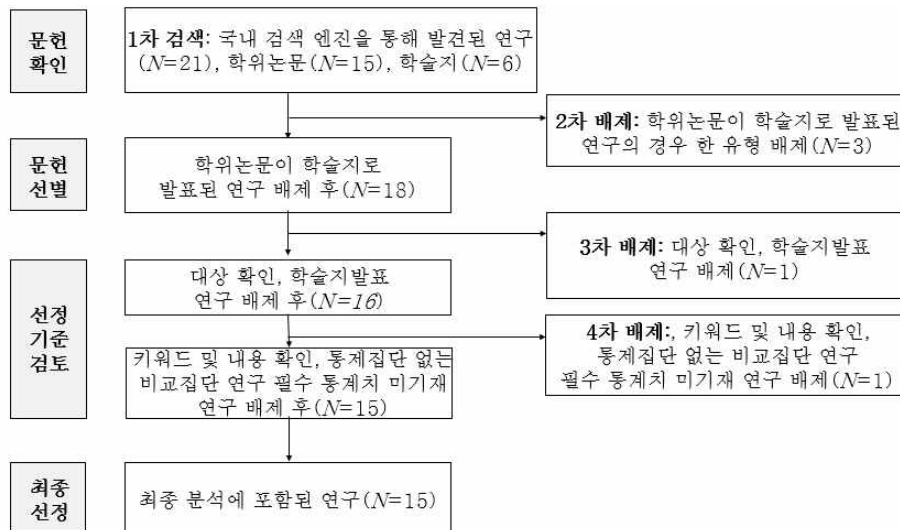 문헌
확인
1차 검색: 국내 검색 엔진을 통해 발견된 연구
(N=21), 학위논문(N=15), 학술지(N=6)
2차 배제: 학위논문이 학술지로 발표된
연구의 경우 한 유형 배제(N=3)
문헌
선별
학위논문이 학술지로
발표된 연구 배제 후(N=18)
3차 배제: 대상 확인, 학술지발표
연구 배제(N=1)
선정
기준
검토
대상 확인, 학술지발표
연구 배제 후(N=16)
4차 배제:, 키워드 및 내용 확인,
통제집단 없는 비교집단 연구
필수 통계치 미기재 연구 배제(N=1)
키워드 및 내용 확인, 통제집단 없는
비교집단 연구 필수 통계치 미기재
연구 배제 후(N=15)
최종
선정
최종 분석에 포함된 연구(N=15)